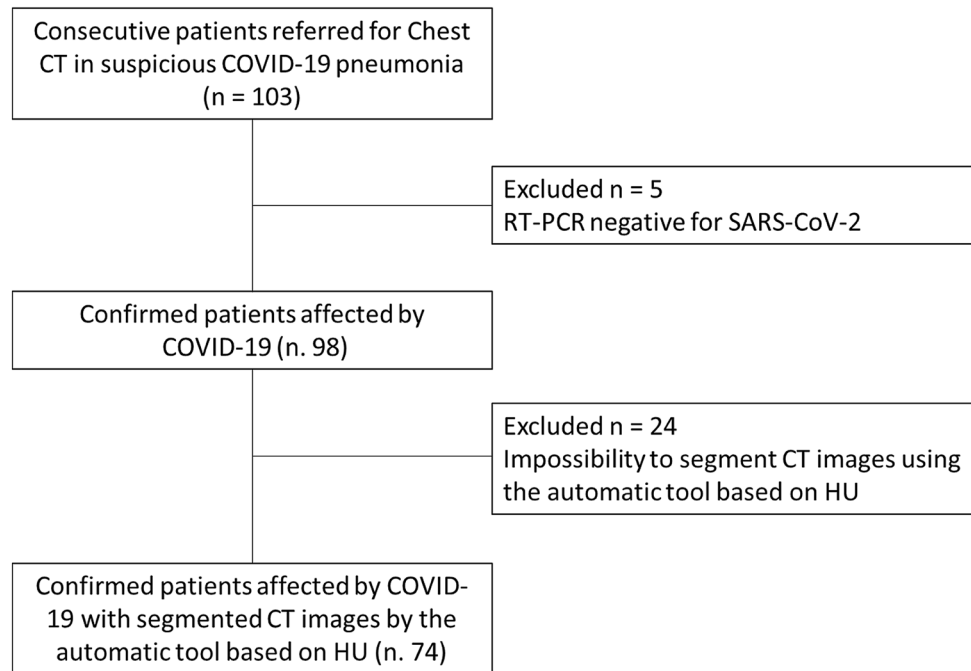 Consecutive patients referred for Chest
CT in suspicious COVID-19 pneumonia
(n = 103)
Excluded n = 5
RT-PCR negative for SARS-CoV-2
Confirmed patients affected by
COVID-19 (n. 98)
Excluded n = 24
Impossibility to segment CT images using
the automatic tool based on HU
Confirmed patients affected by COVID-
19 with segmented CT images by the
automatic tool based on HU (n. 74)